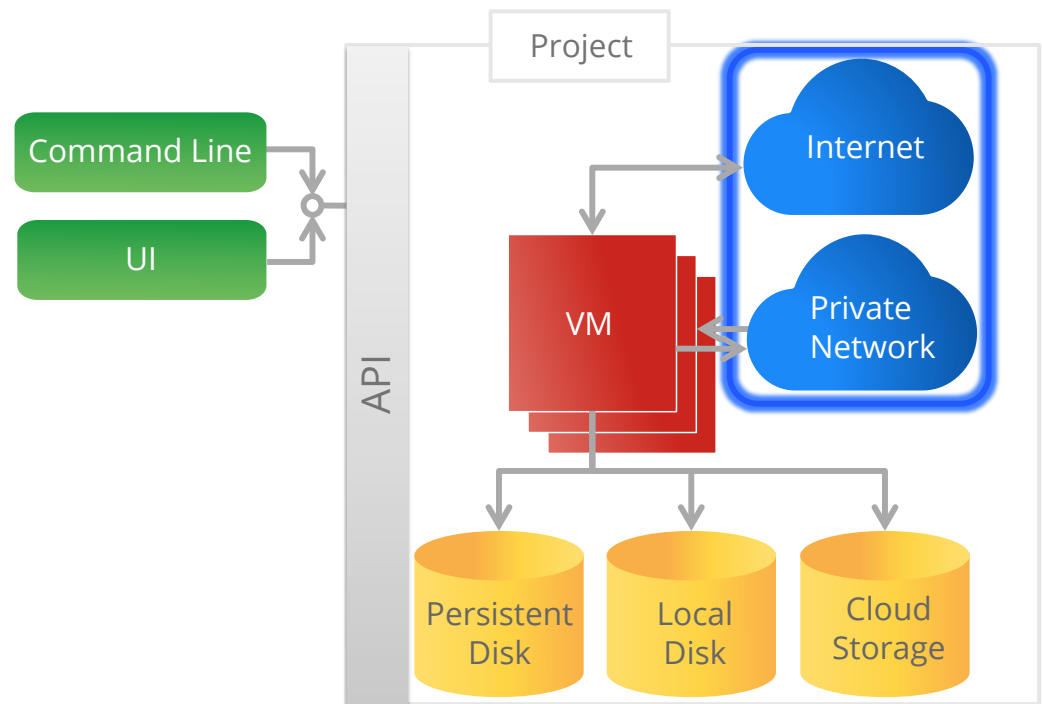 Project
Command Line
UI
API
Internet
VM
Private
Network
Persistent
Disk
Local
Disk
Cloud
Storage